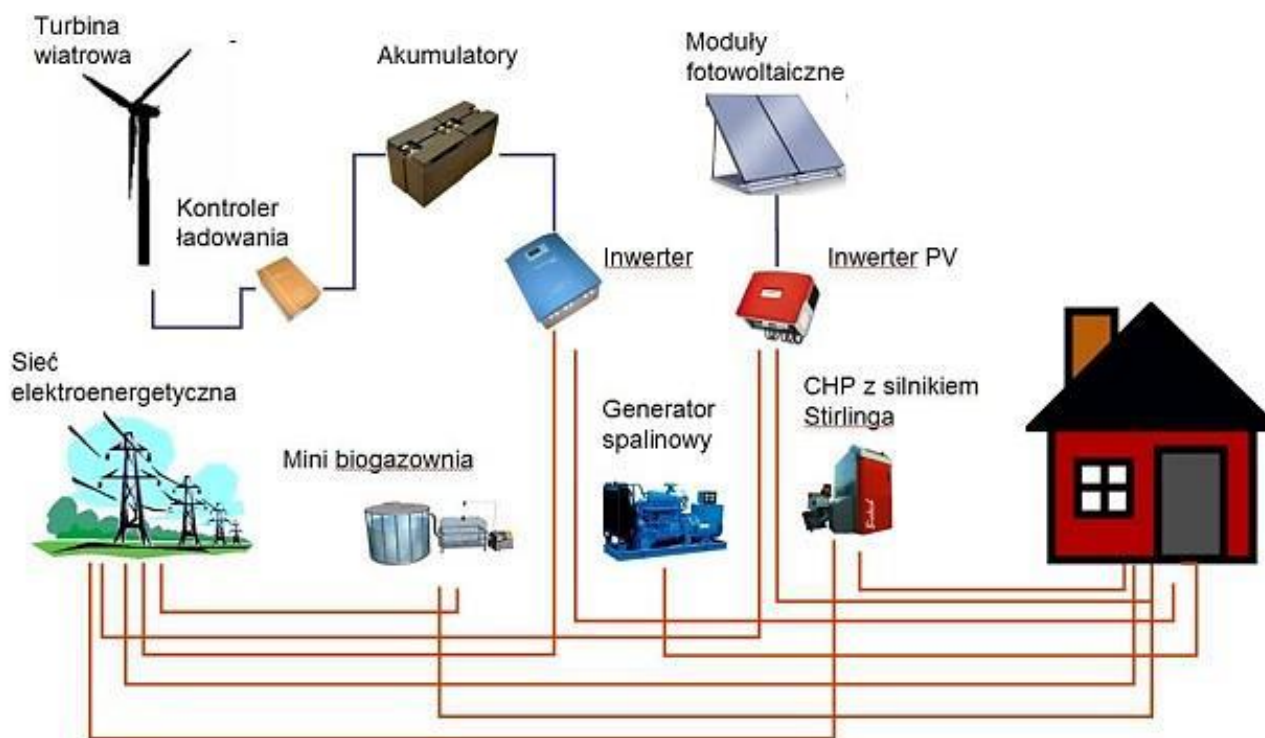 Turbina
wiatrowa
Akumulatory
Moduły
fotowoltaiczne
Kontroler
ładowania
Inwerter
Inwerter PV
Sieć
elektroenergetyczna
Mini biogazownia
Generator
spalinowy
CHP z silnikiem
Stirlinga